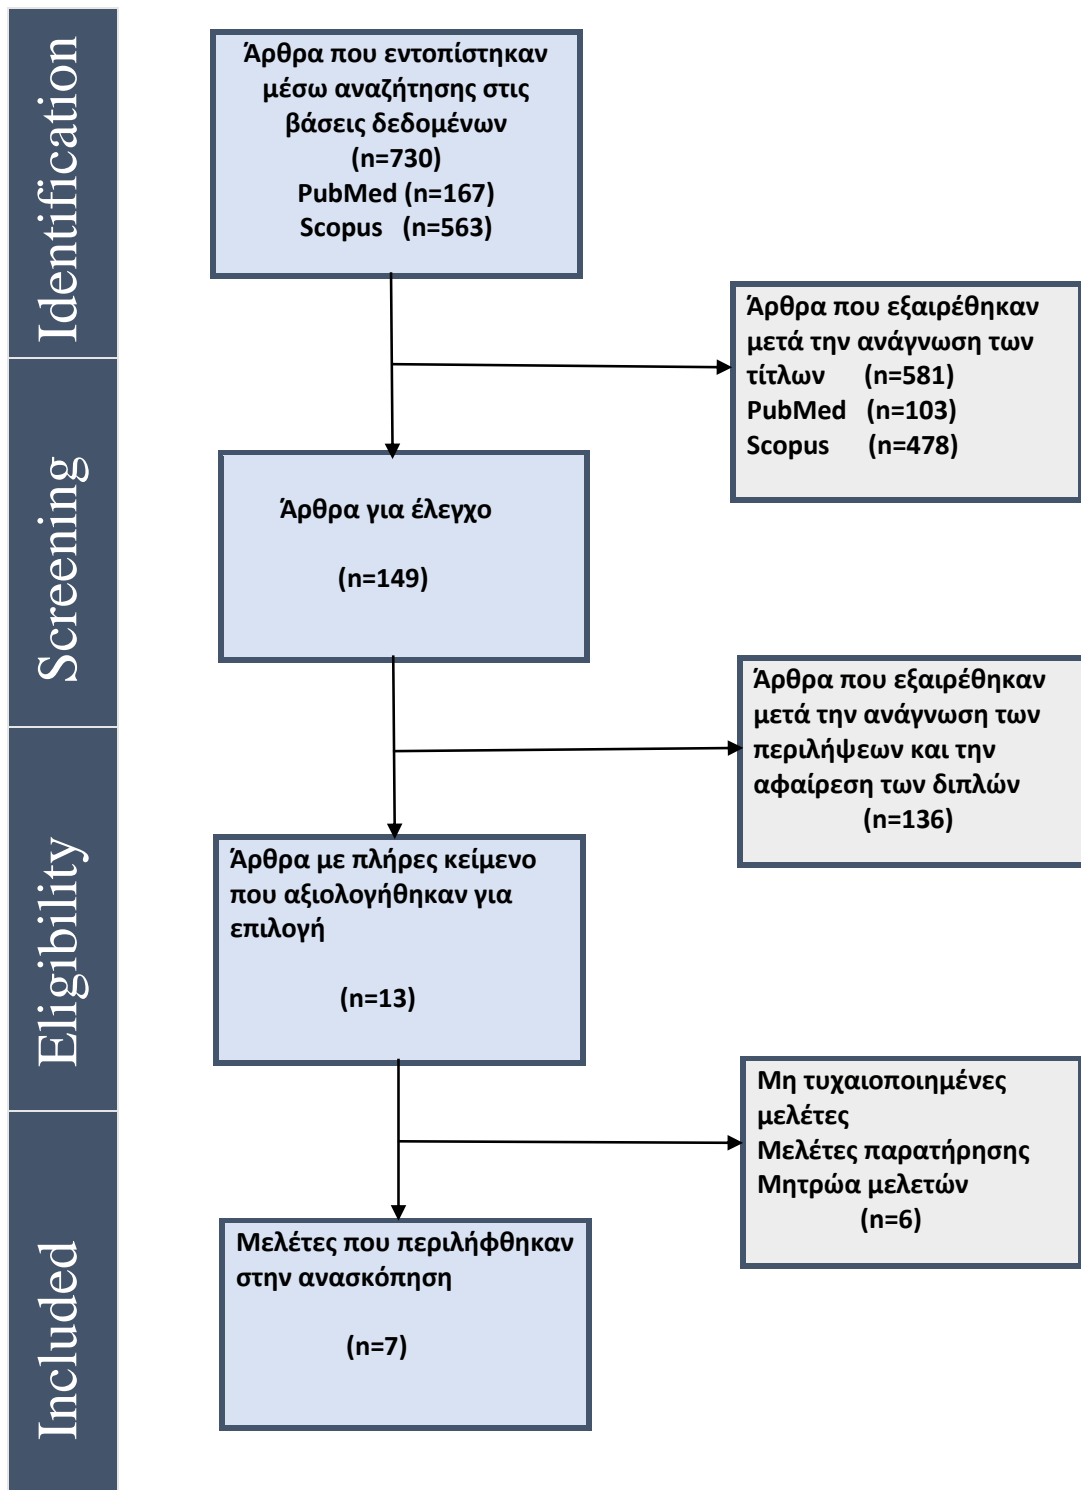 Identification
Άρθρα που εντοπίστηκαν
μέσω αναζήτησης στις
βάσεις δεδομένων
(n=730)
PubMed (n=167)
Scopus (n=563)
Άρθρα που εξαιρέθηκαν
μετά την ανάγνωση των
τίτλων (n=581)
PubMed (n=103)
Scopus (n=478)
Screening
Άρθρα για έλεγχο
(n=149)
Άρθρα που εξαιρέθηκαν
μετά την ανάγνωση των
περιλήψεων και την
αφαίρεση των διπλών
(n=136)
Eligibility
Άρθρα με πλήρες κείμενο
που αξιολογήθηκαν για
επιλογή
(n=13)
Μη τυχαιοποιημένες
μελέτες
Μελέτες παρατήρησης
Μητρώα μελετών
(n=6)
Included
Μελέτες που περιλήφθηκαν
στην ανασκόπηση
(n=7)